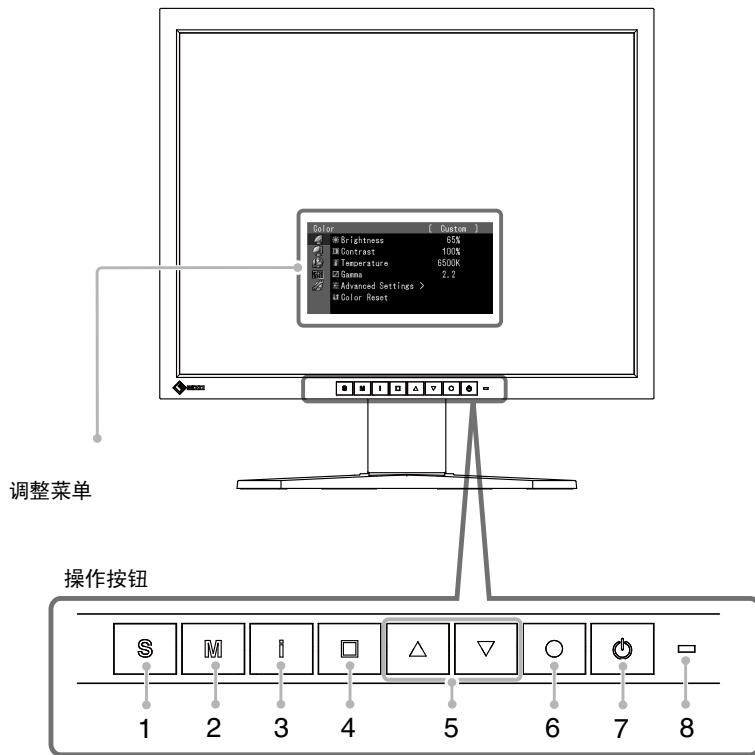 Color [ Custom ]
Brightness 65%
Contrast 100%
Temperature 6500K
Gamma 2.2
Advanced Settings >
Color Reset
S M i
调整菜单
操作按钮
S M i
1 2 3 4 5 6 7 8